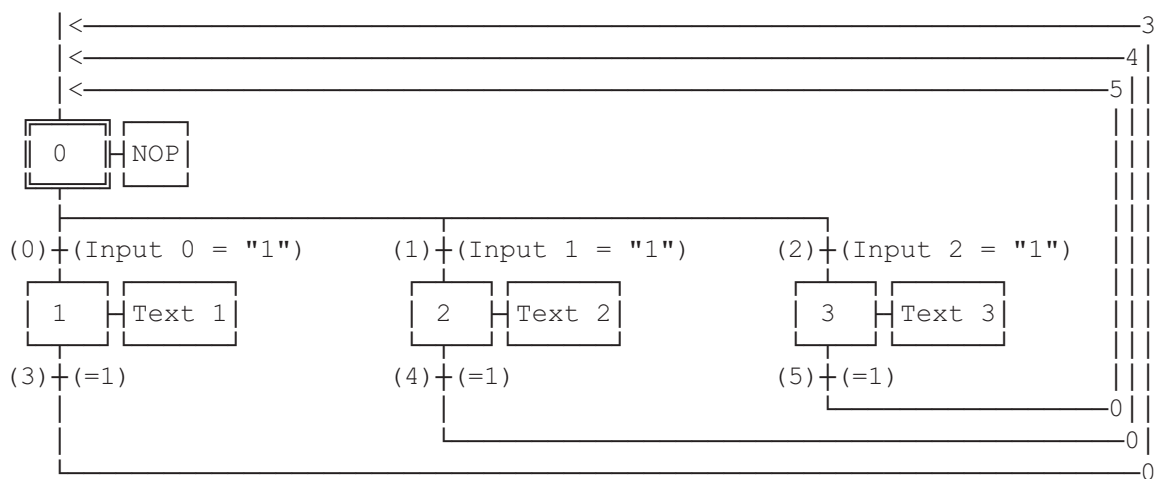 <3
<4
<5
0 NOP
(0) (Input 0 = "1") (1) (Input 1 = "1") (2) (Input 2 = "1")
1 Text 1 2 Text 2 3 Text 3
(3) (=1) (4) (=1) (5) (=1)
0
0
0